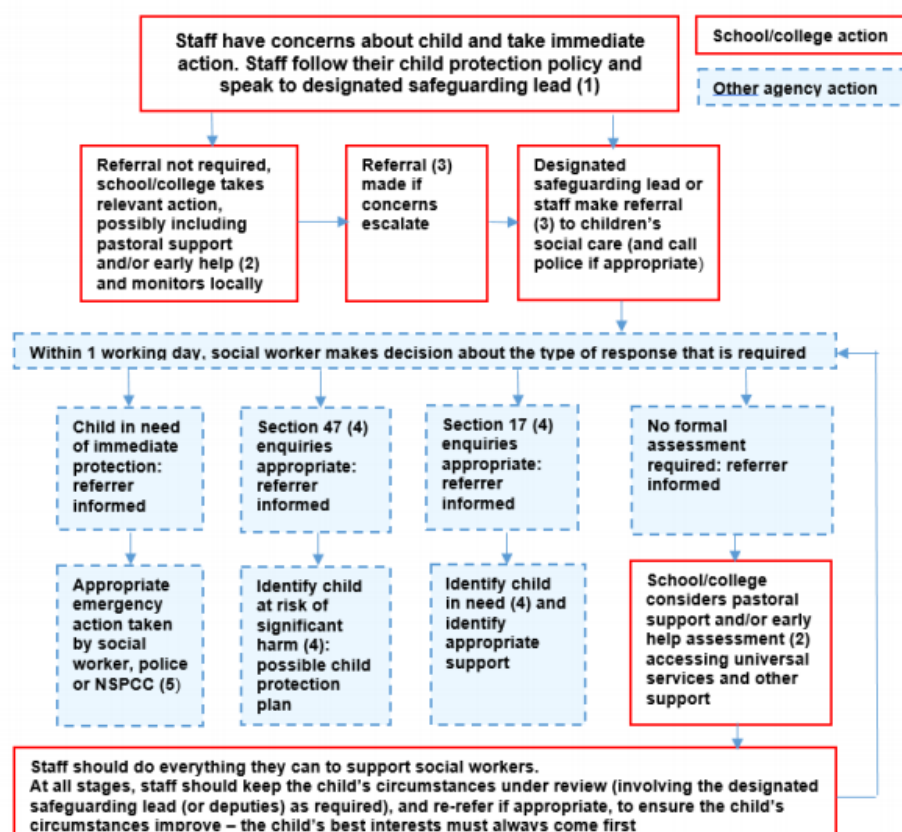 Staff have concerns about child and take immediate
action. Staff follow their child protection policy and
speak to designated safeguarding lead (1)
School/college action
Other agency action
Referral not required,
school/college takes
relevant action,
possibly including
pastoral support
and/or early help (2)
and monitors locally
Referral (3)
made if
concerns
escalate
Designated
safeguarding lead or
staff make referral
(3) to children's
social care (and call
police if appropriate)
Within 1 working day, social worker makes decision about the type of response that is required
Child in need
of immediate
protection:
referrer
informed
Section 47 (4)
enquiries
appropriate:
referrer
informed
Section 17 (4)
enquiries
appropriate:
referrer
informed
No formal
assessment
required: referrer
informed
Appropriate
emergency
action taken
by social
worker, police
or NSPCC (5)
Identify child
at risk of
significant
harm (4):
possible child
protection
plan
Identify child
in need (4) and
identify
appropriate
support
School/college
considers pastoral
support and/or early
help assessment (2)
accessing universal
services and other
support
Staff should do everything they can to support social workers.
At all stages, staff should keep the child's circumstances under review (involving the designated
safeguarding lead (or deputies) as required), and re-refer if appropriate, to ensure the child's
circumstances improve – the child's best interests must always come first